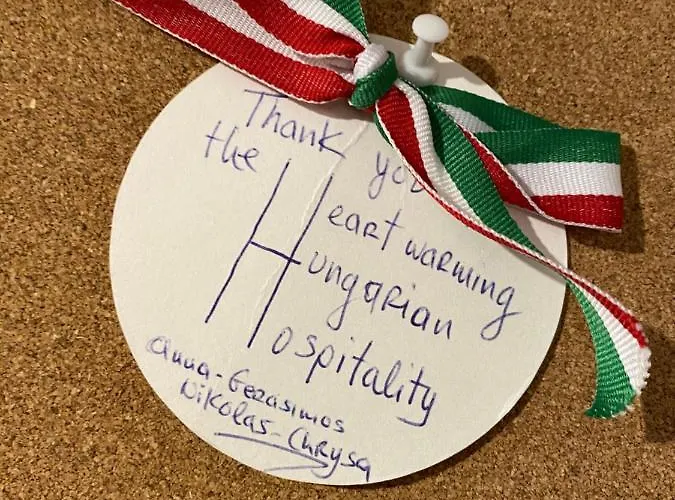 Thank you
the
Heartwarming
Hungarian
Hospitality
Anna-Gerasimos
Nikolas-Chrysa